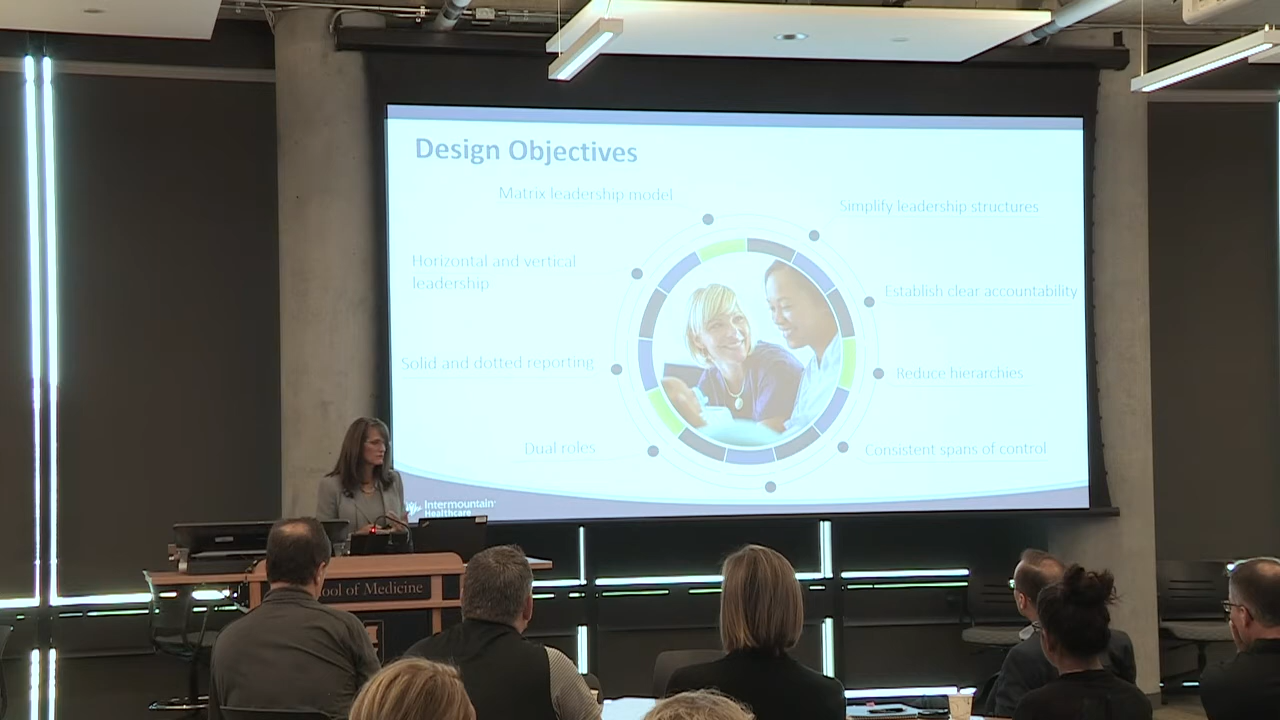 Design Objectives
Matrix leadership model
Simplify leadership structures
Horizontal and vertical
leadership
Establish clear accountability
Solid and dotted reporting
Reduce hierarchies
Dual roles
Consistent spans of control
Intermountain
Healthcare
ool of Medicine